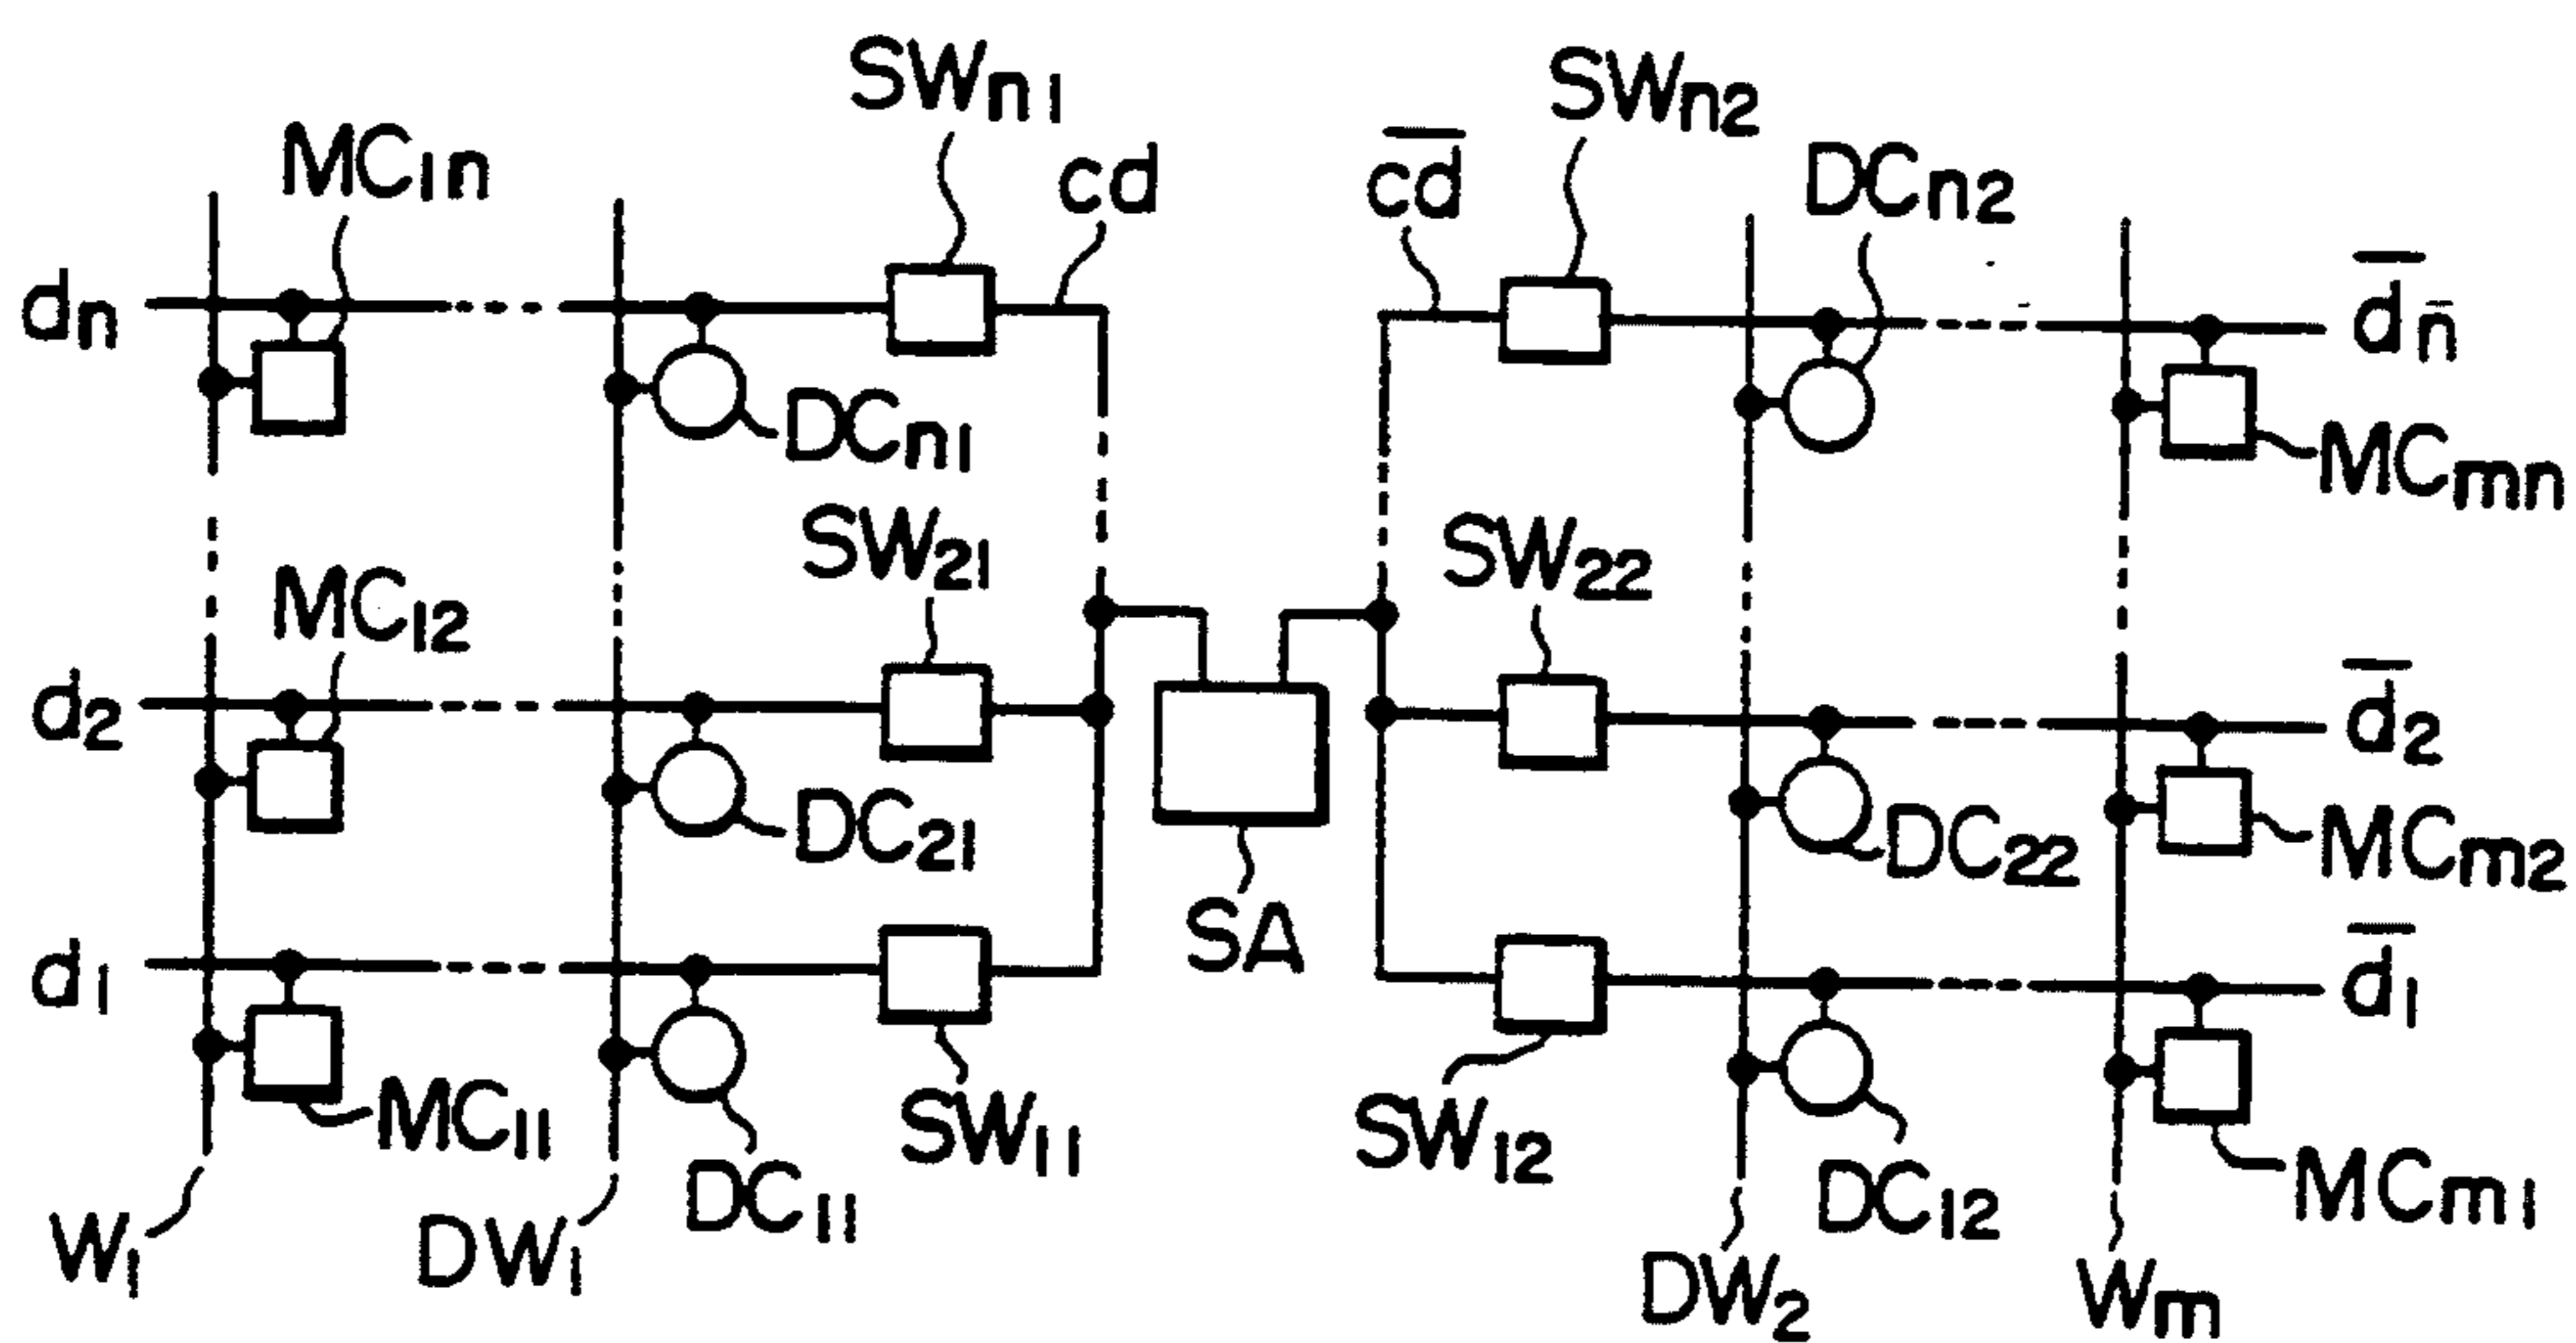 SWn1
SWn2
MC1n
cd
c̅d̅
DCn2
dn
d̅n̅
DCn1
MCmn
SW21
SW22
MC12
d2
d̅2
DC21
DC22
MCm2
SA
d1
d̅1
MC11
SW11
SW12
DC11
DC12
MCm1
W1
DW1
DW2
Wm